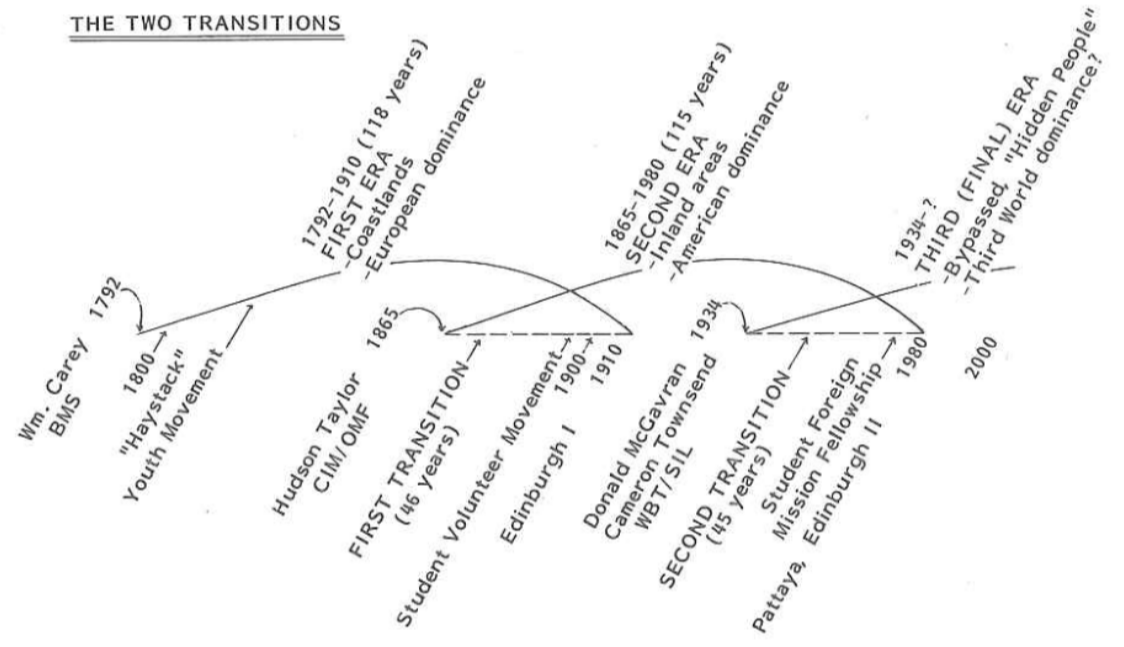 THE TWO TRANSITIONS
Wm. Carey
BMS
1792
1800→
"Haystack"
Youth Movement
1792-1910 (118 years)
FIRST ERA
-Coastlands
-European dominance
1865
Hudson Taylor
CIM/OMF
FIRST TRANSITION→
(46 years)
Student Volunteer Movement→
1900→
1910
Edinburgh I
1865-1980 (115 years)
SECOND ERA
-Inland areas
-American dominance
1934
Donald McGavran
Cameron Townsend
WBT/SIL
SECOND TRANSITION
(45 years)
Student Foreign
Mission Fellowship
1980
Pattaya, Edinburgh II
1934-?
THIRD (FINAL) ERA
-Bypassed, "Hidden People"
-Third World dominance?
2000